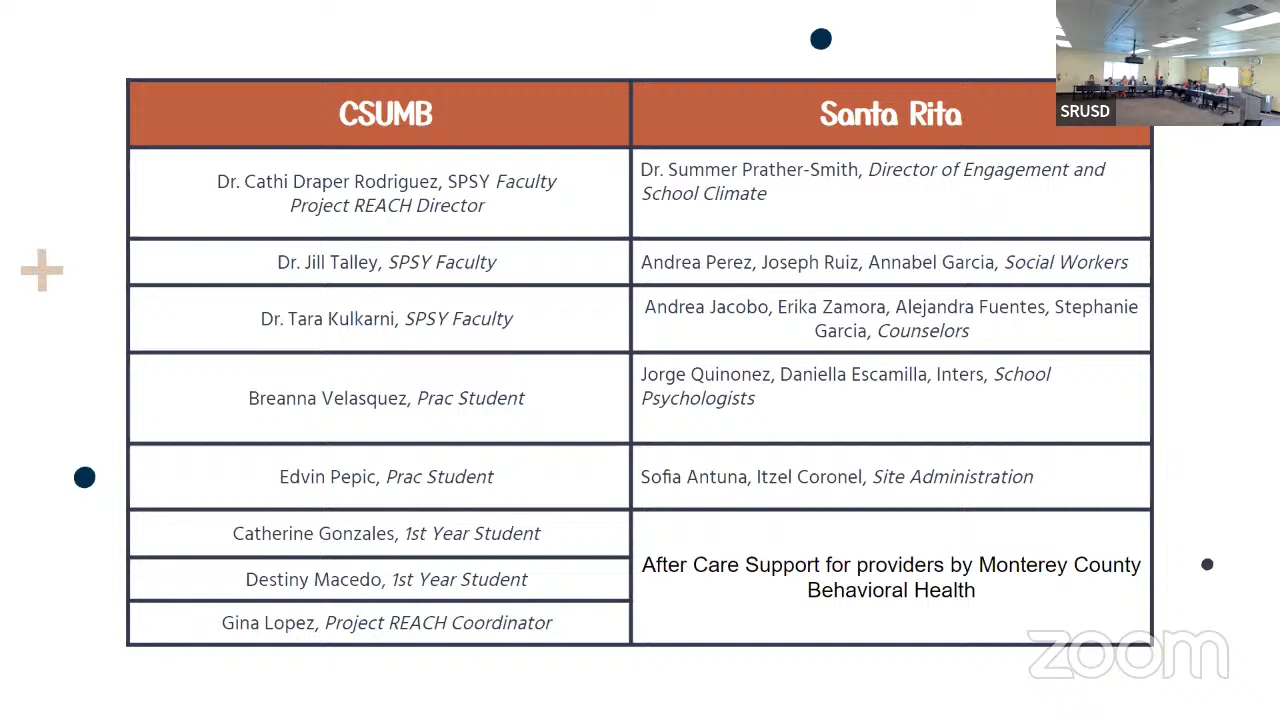 SRUSD
CSUMB
Santa Rita
Dr. Cathi Draper Rodriguez, SPSY Faculty
Project REACH Director
Dr. Summer Prather-Smith, Director of Engagement and
School Climate
Dr. Jill Talley, SPSY Faculty
Andrea Perez, Joseph Ruiz, Annabel Garcia, Social Workers
Dr. Tara Kulkarni, SPSY Faculty
Andrea Jacobo, Erika Zamora, Alejandra Fuentes, Stephanie
Garcia, Counselors
Breanna Velasquez, Prac Student
Jorge Quinonez, Daniella Escamilla, Inters, School
Psychologists
Edvin Pepic, Prac Student
Sofia Antuna, Itzel Coronel, Site Administration
Catherine Gonzales, 1st Year Student
Destiny Macedo, 1st Year Student
Gina Lopez, Project REACH Coordinator
After Care Support for providers by Monterey County
Behavioral Health
zoom